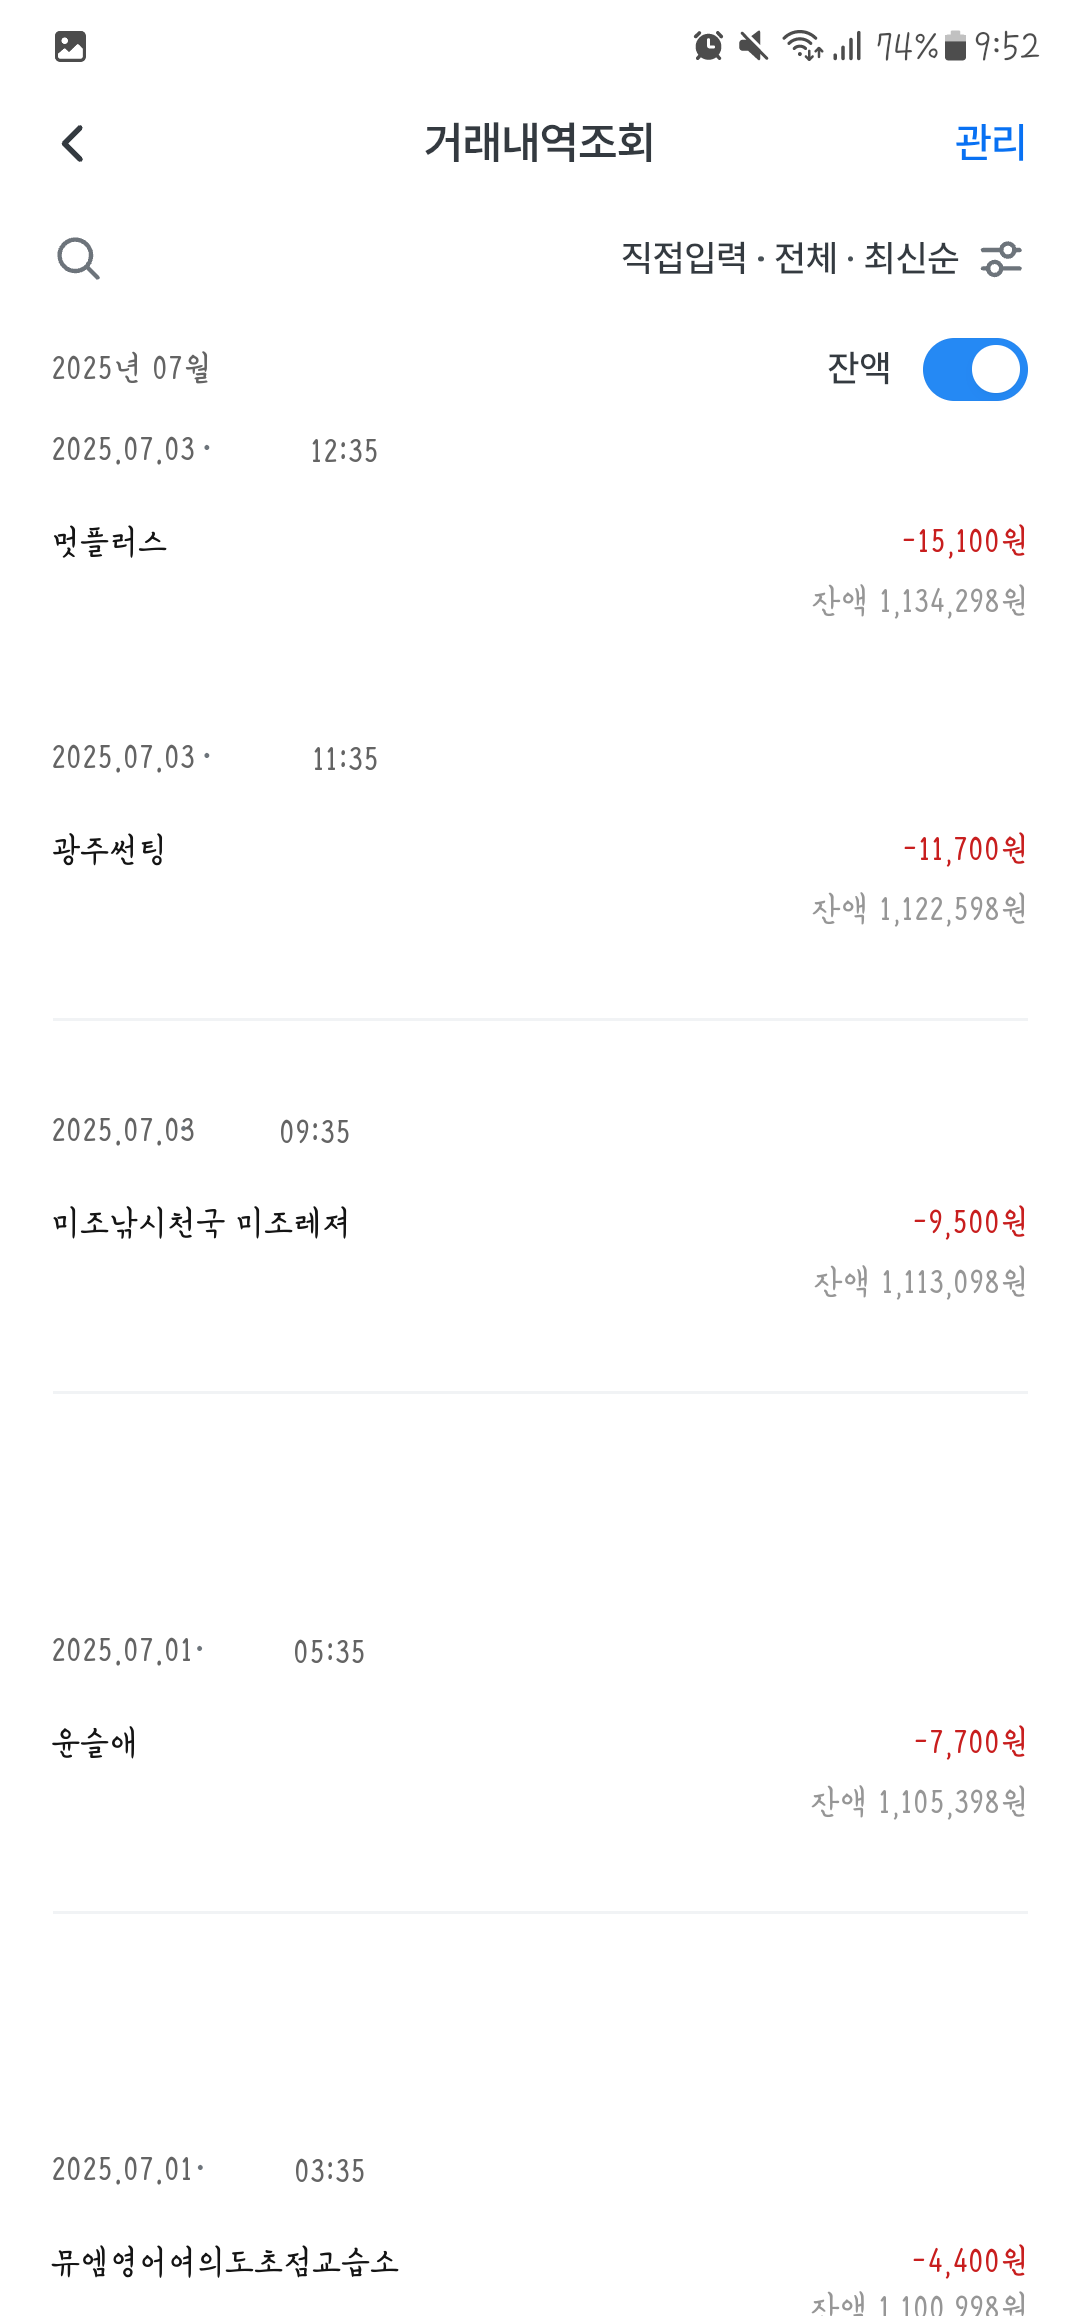 74% 9:52
거래내역조회 관리
직접입력 · 전체 · 최신순
2025년 07월 잔액
2025.07.03 · 12:35
멋플러스 -15,100원
잔액 1,134,298원
2025.07.03 · 11:35
광주썬팅 -11,700원
잔액 1,122,598원
2025.07.03 09:35
미조낚시천국 미조레져 -9,500원
잔액 1,113,098원
2025.07.01· 05:35
윤슬애 -7,700원
잔액 1,105,398원
2025.07.01· 03:35
뮤엠영어여의도초점교습소 -4,400원
잔액 1,100,998원